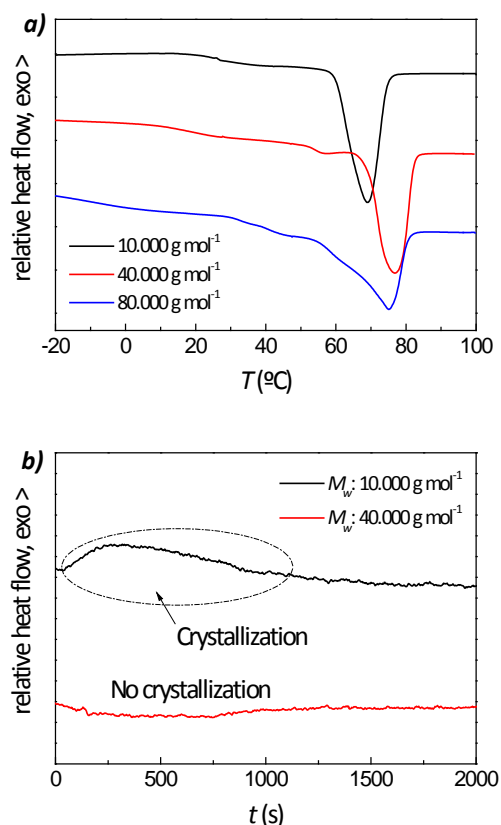 a)
relative heat flow, exo >
10.000 g mol-1
40.000 g mol-1
80.000 g mol-1
-20 0 20 40 60 80 100
T (ºC)
b)
relative heat flow, exo >
Mw: 10.000 g mol-1
Mw: 40.000 g mol-1
Crystallization
No crystallization
0 500 1000 1500 2000
t (s)